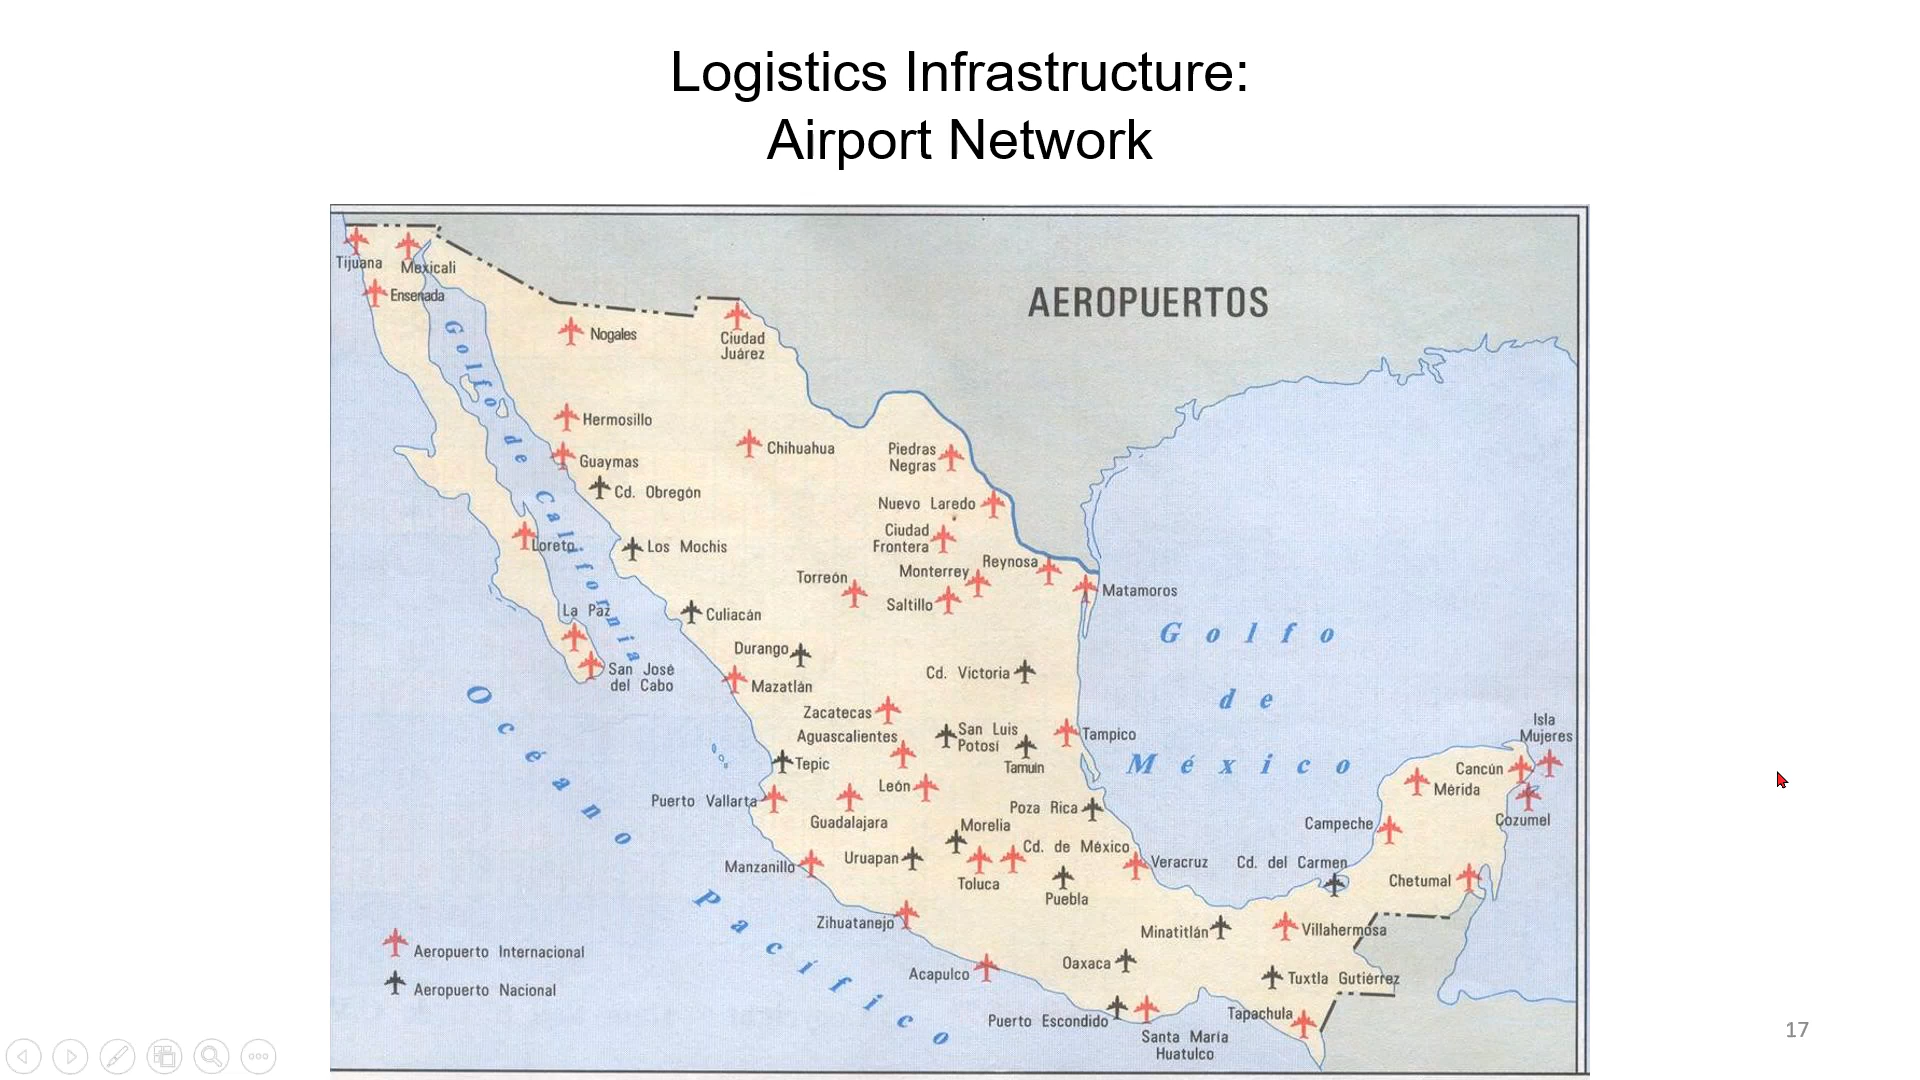 Logistics Infrastructure:
Airport Network
AEROPUERTOS
Tijuana
Mexicali
Ensenada
Nogales
Ciudad
Juárez
Golfo de California
Hermosillo
Chihuahua
Piedras
Negras
Guaymas
Cd. Obregón
Nuevo Laredo
Ciudad
Frontera
Loreto
Los Mochis
Reynosa
Monterrey
Torreón
Matamoros
Saltillo
La Paz
Culiacán
Golfo
de
México
Durango
San José
del Cabo
Cd. Victoria
Mazatlán
Océano Pacífico
Zacatecas
Isla
Mujeres
San Luis
Potosí
Aguascalientes
Tampico
Tepic
Tamuín
Cancún
León
Mérida
Puerto Vallarta
Poza Rica
Guadalajara
Morelia
Cozumel
Campeche
Cd. de México
Uruapan
Manzanillo
Veracruz
Cd. del Carmen
Toluca
Chetumal
Puebla
Zihuatanejo
Minatitlán
Villahermosa
Aeropuerto Internacional
Oaxaca
Acapulco
Tuxtla Gutiérrez
Aeropuerto Nacional
Puerto Escondido
Tapachula
Santa María
Huatulco
17